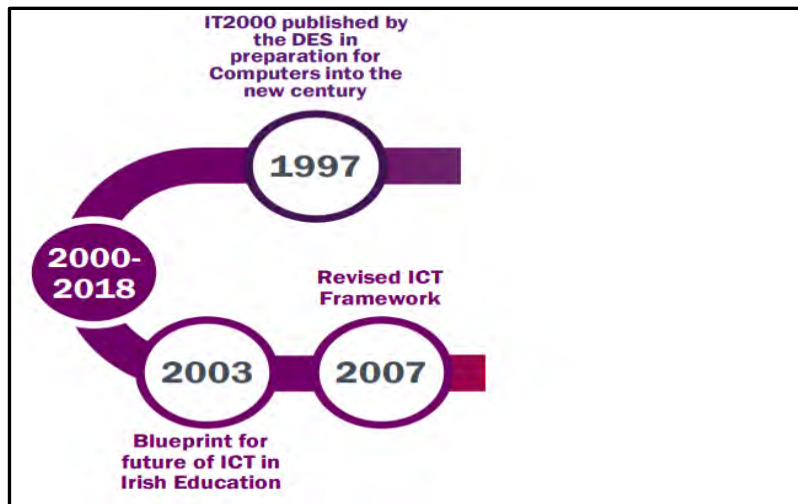 IT2000 published by
the DES in
preparation for
Computers into the
new century
1997
2000-
2018
Revised ICT
Framework
2003
2007
Blueprint for
future of ICT in
Irish Education